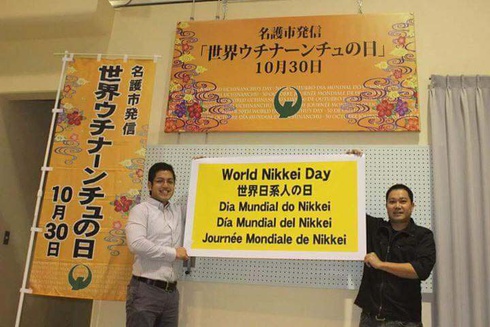 名護市発信
「世界ウチナーンチュの日」
10月30日
名護市発信
世界ウチナーンチュの日
10月30日
World Nikkei Day
世界日系人の日
Dia Mundial do Nikkei
Día Mundial del Nikkei
Journée Mondiale de Nikkei